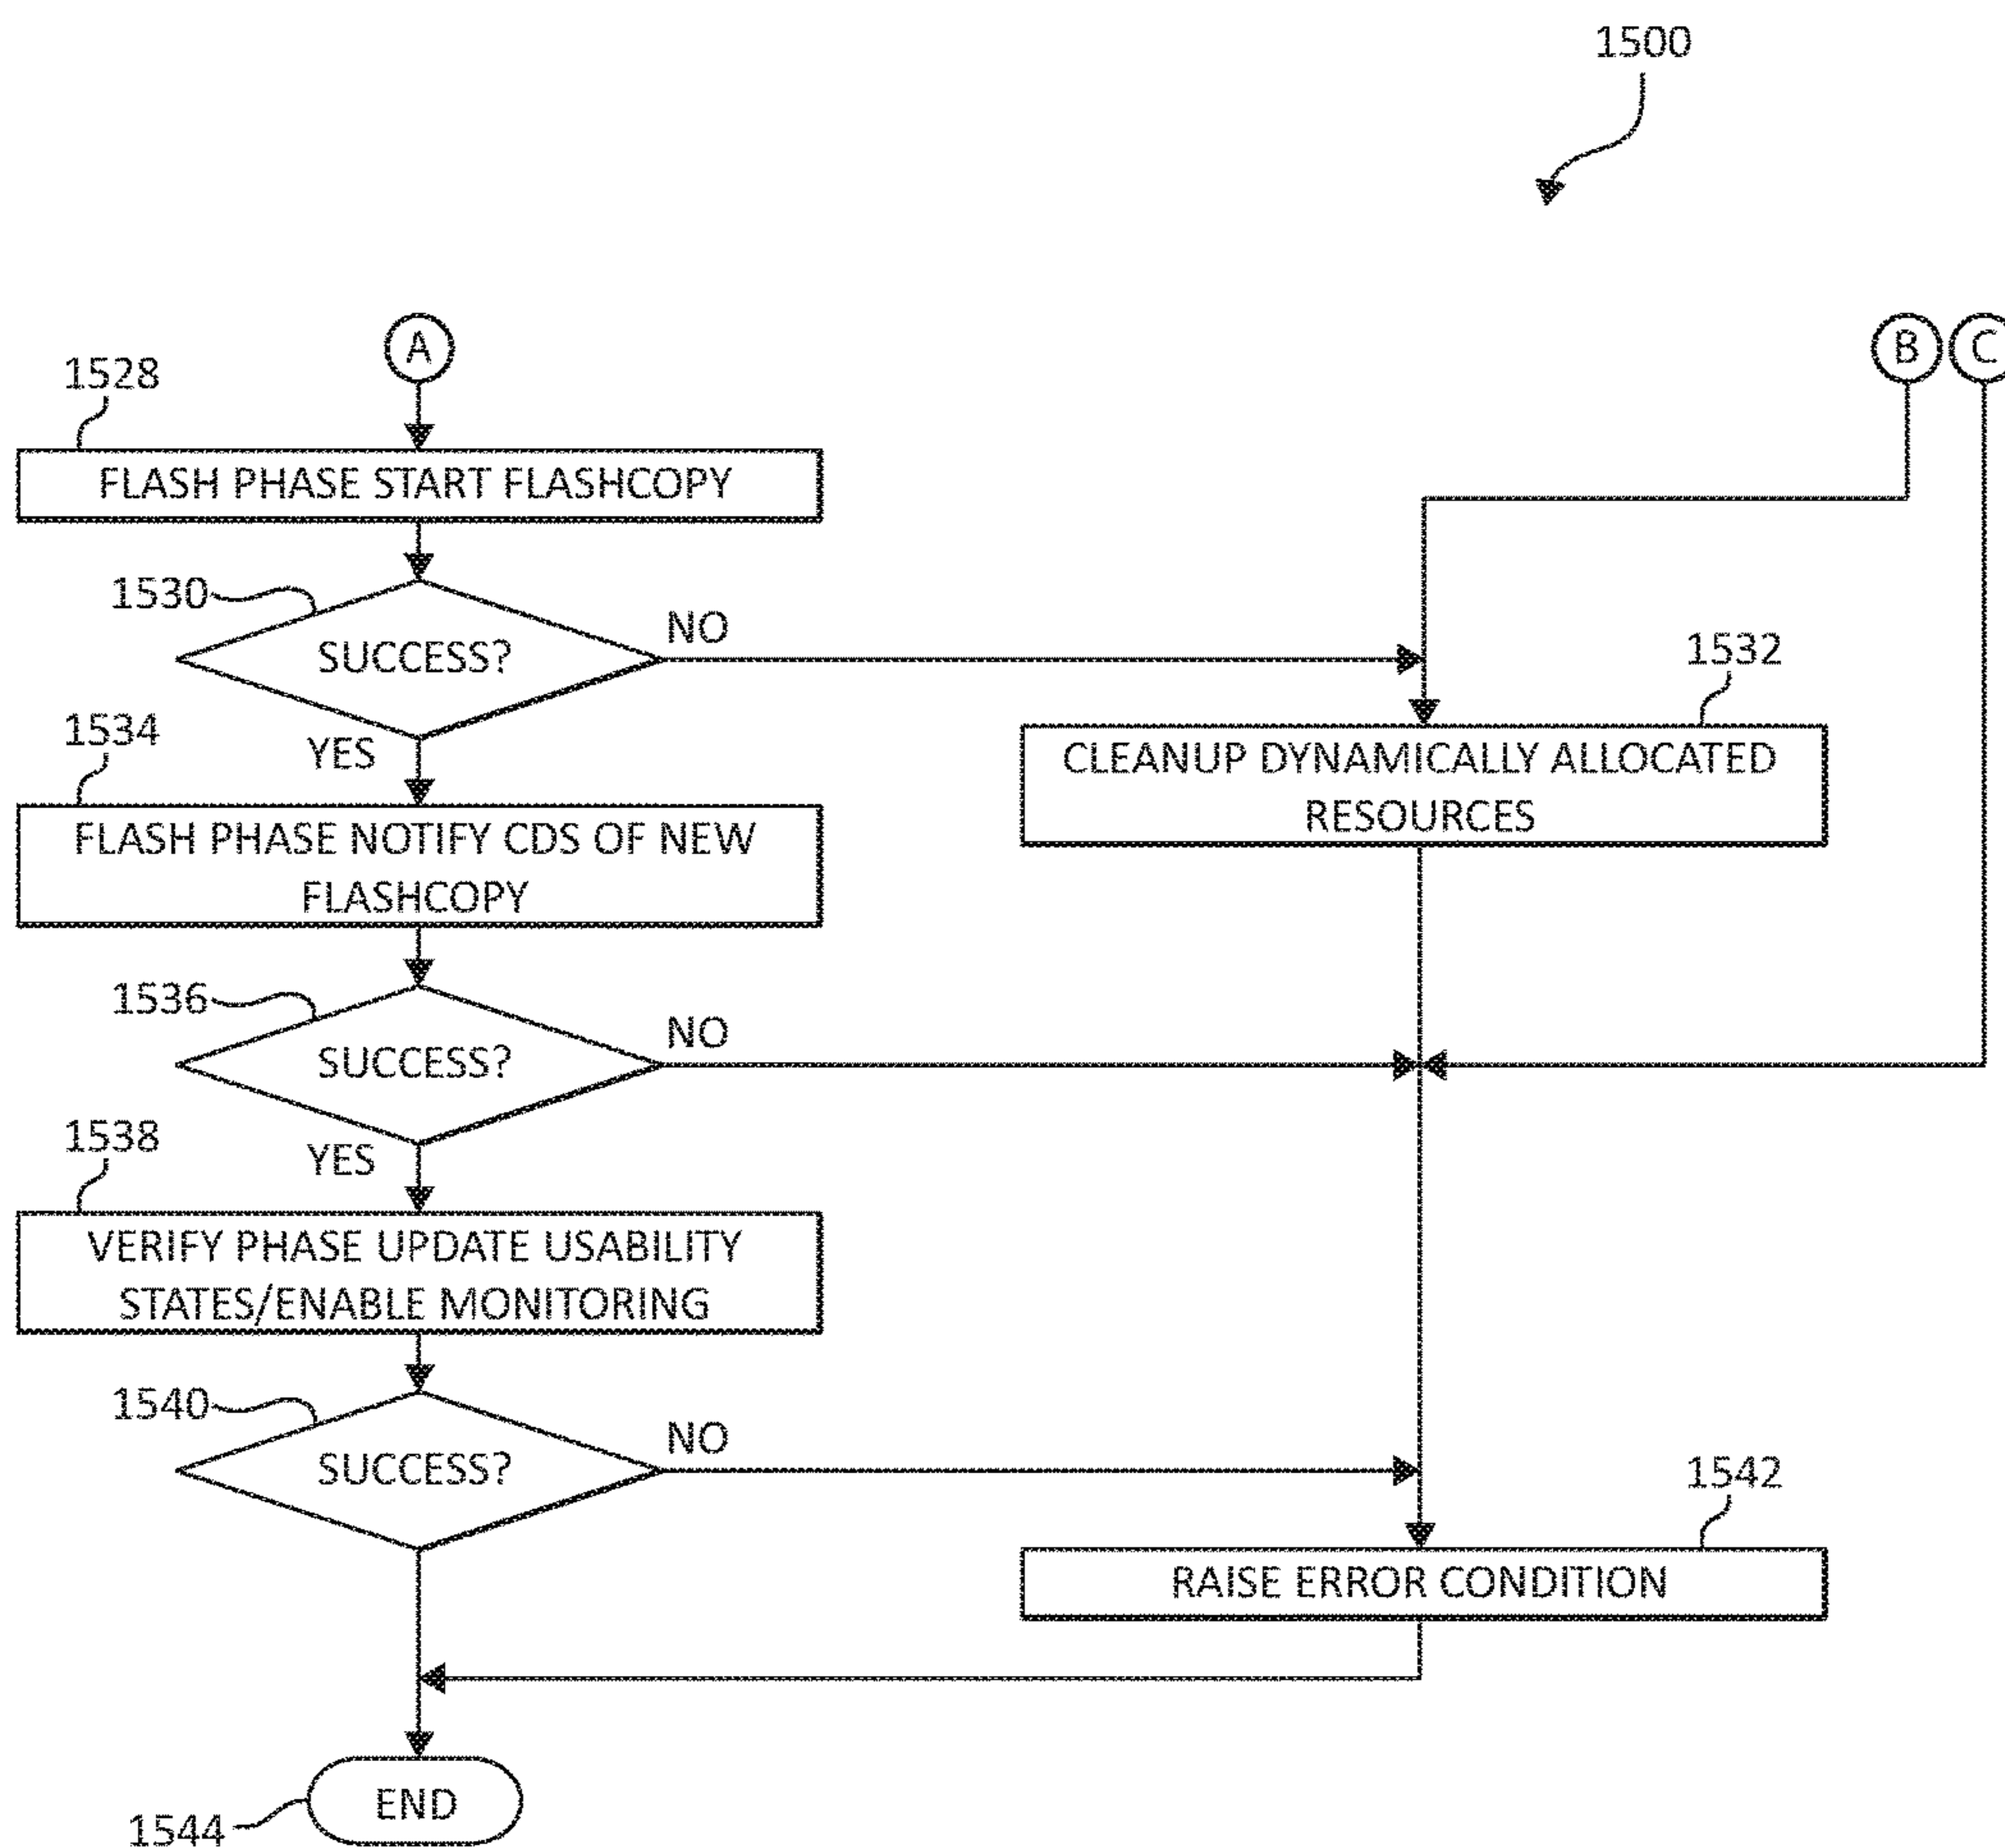 1500
A
B
C
1528
FLASH PHASE START FLASHCOPY
1530
SUCCESS?
NO
YES
1532
CLEANUP DYNAMICALLY ALLOCATED
RESOURCES
1534
FLASH PHASE NOTIFY CDS OF NEW
FLASHCOPY
1536
SUCCESS?
NO
YES
1538
VERIFY PHASE UPDATE USABILITY
STATES/ENABLE MONITORING
1540
SUCCESS?
NO
1542
RAISE ERROR CONDITION
END
1544